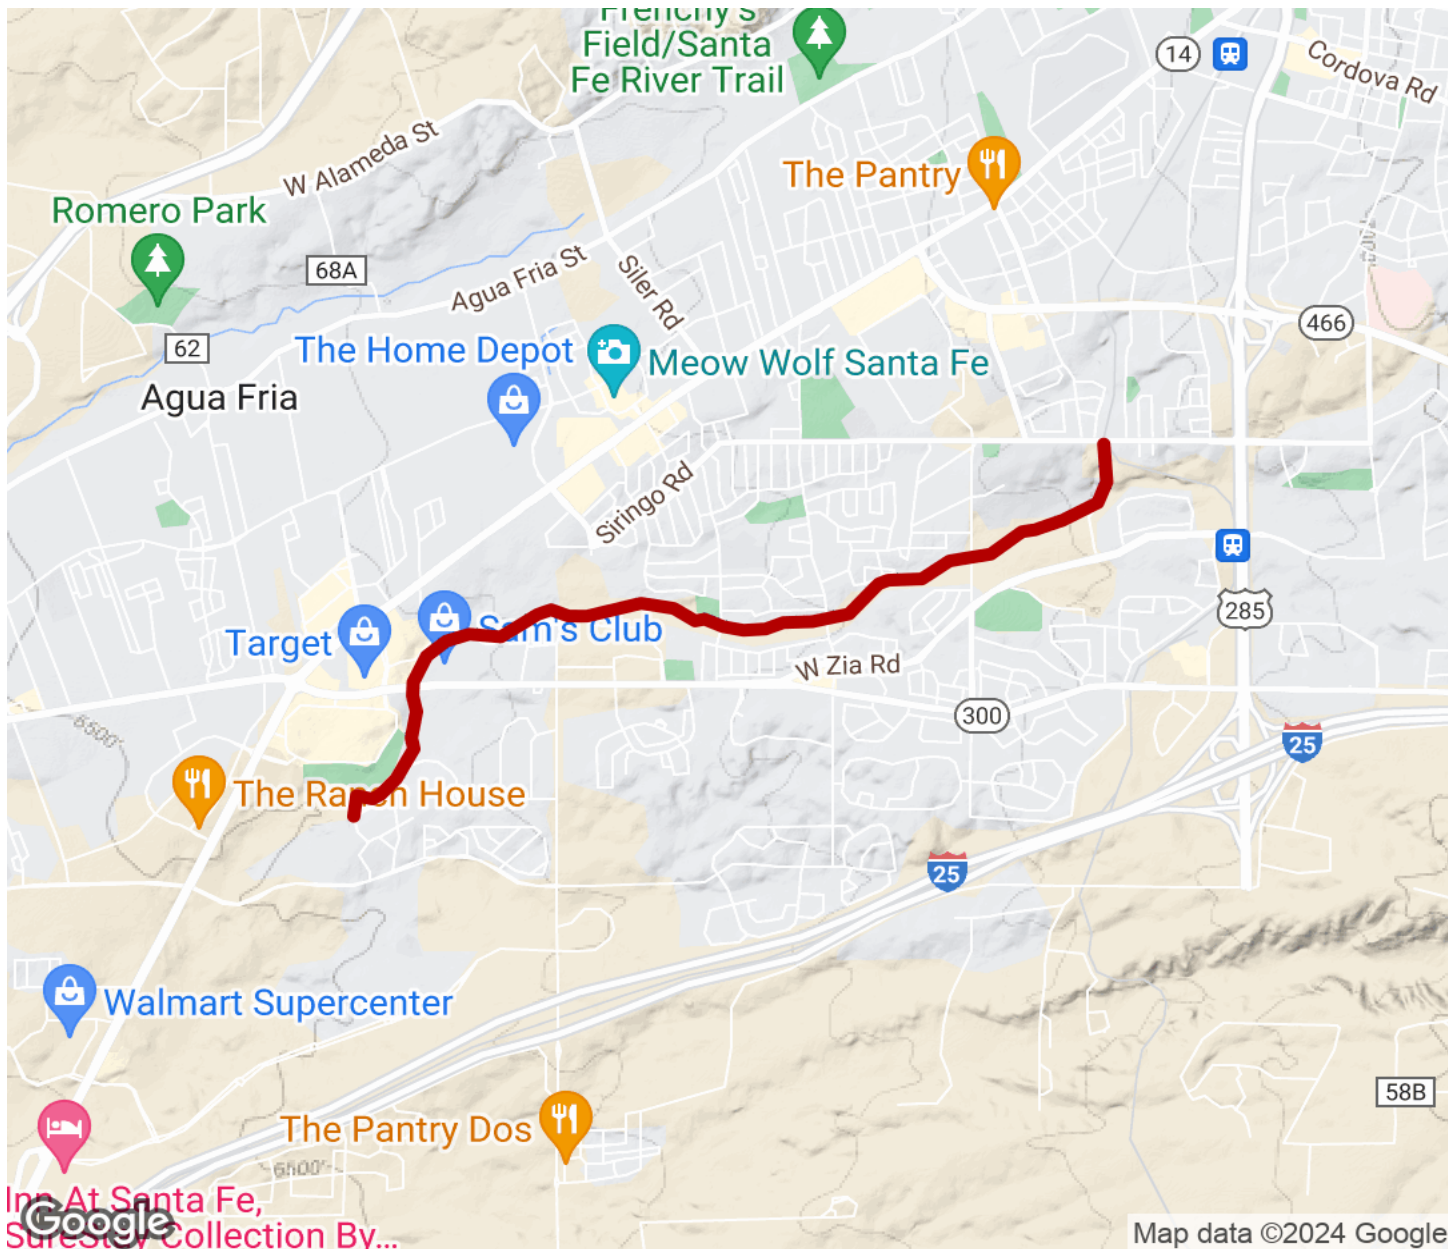 Frenchy's
Field/Santa
Fe River Trail
14
Cordova Rd
W Alameda St
The Pantry
Romero Park
68A
Agua Fria St
Siler Rd
466
62
The Home Depot
Meow Wolf Santa Fe
Agua Fria
Siringo Rd
285
Target
Sam's Club
W Zia Rd
300
6500'
25
The Ranch House
25
Walmart Supercenter
58B
The Pantry Dos
6500'
Inn At Santa Fe,
SureStay Collection By...
Google
Map data ©2024 Google